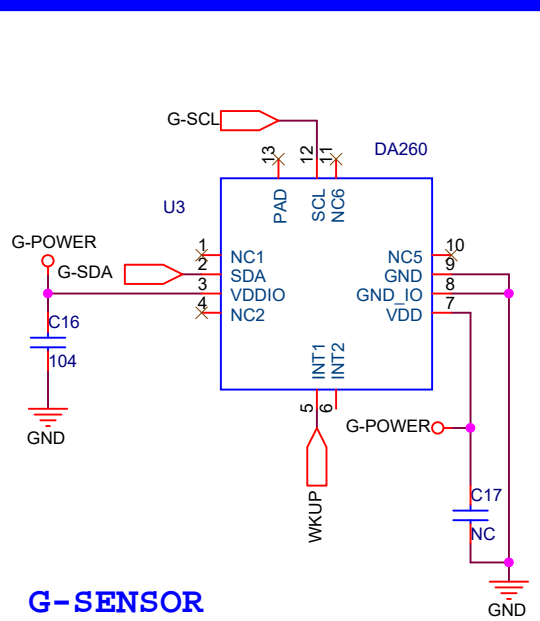 G-SCL
13
12
11
DA260
PAD
SCL
NC6
U3
G-POWER
1
NC1
NC5
10
G-SDA
2
SDA
GND
9
3
VDDIO
GND_IO
8
4
NC2
VDD
7
C16
104
INT1
INT2
5
6
GND
G-POWER
WKUP
C17
NC
G-SENSOR
GND